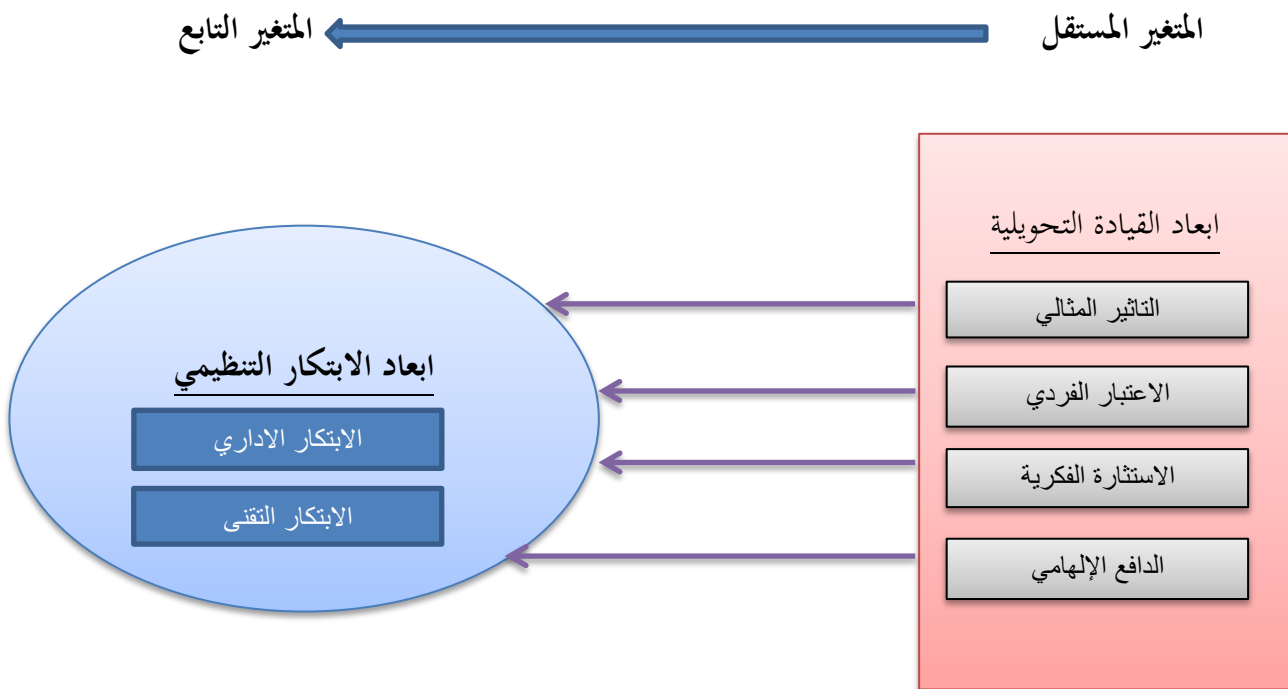 المتغير المستقل
المتغير التابع
ابعاد القيادة التحويلية
التاثير المثالي
الاعتبار الفردي
الاستثارة الفكرية
الدافع الإلهامي
ابعاد الابتكار التنظيمي
الابتكار الاداري
الابتكار التقنى